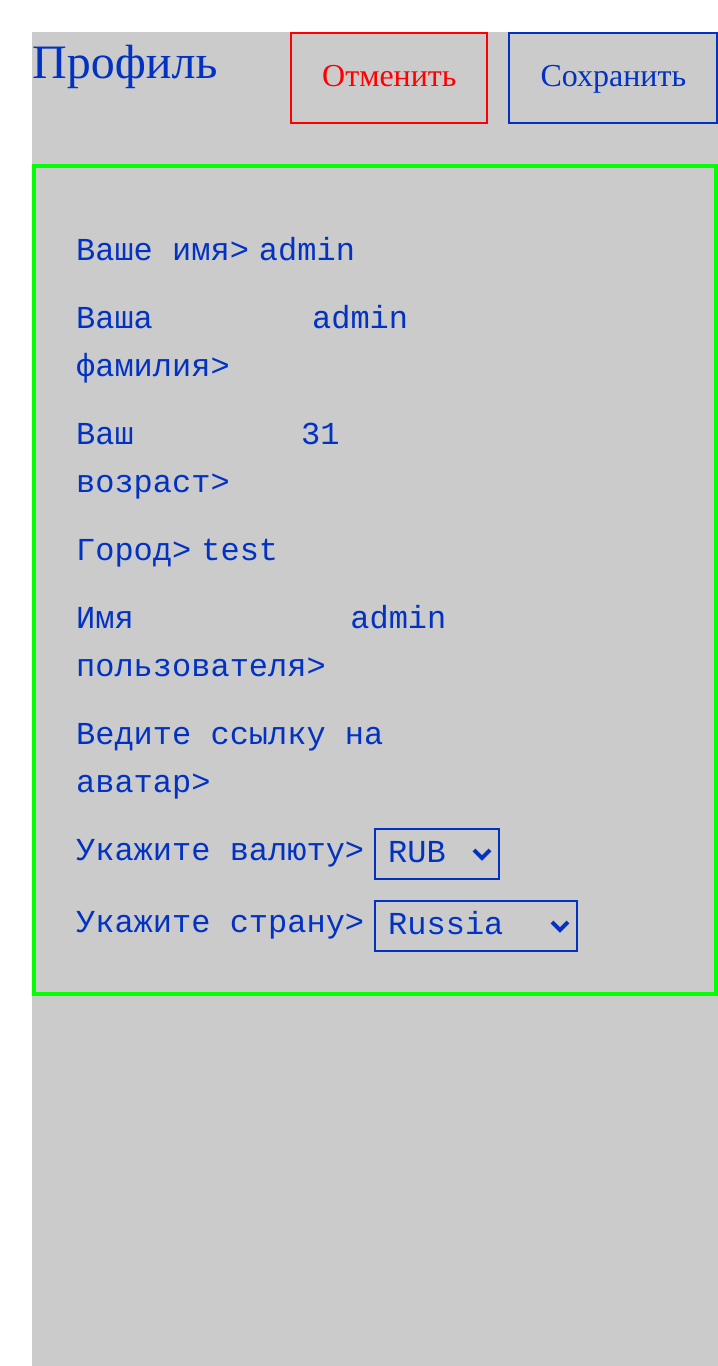 Профиль Отменить Сохранить
Ваше имя> admin
Ваша admin
фамилия>
Ваш 31
возраст>
Город> test
Имя admin
пользователя>
Ведите ссылку на
аватар>
Укажите валюту> RUB
Укажите страну> Russia